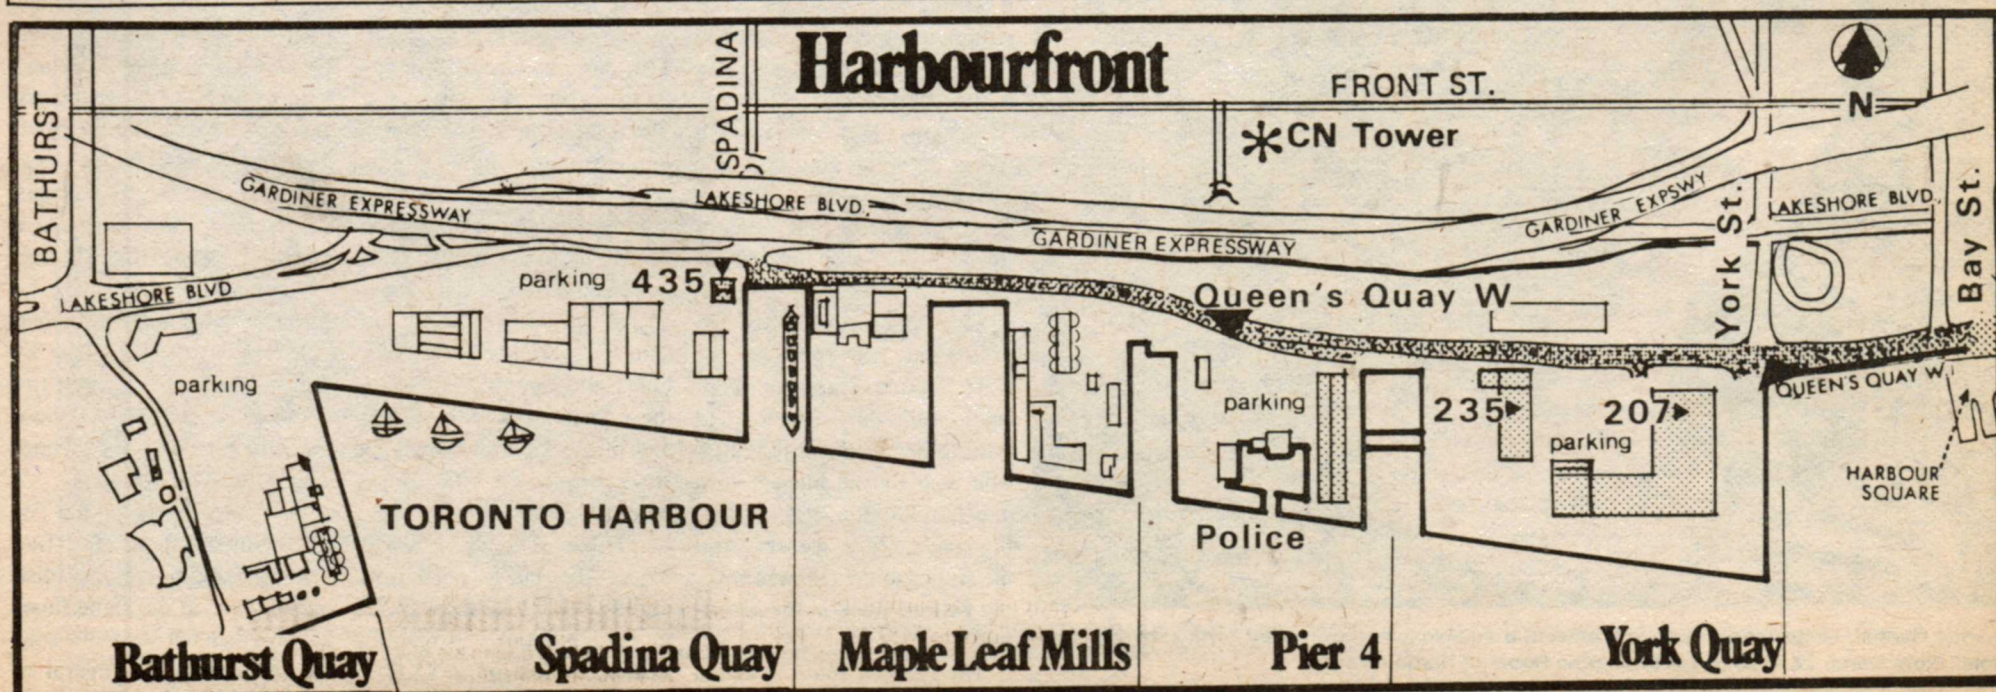 Harbourfront
BATHURST
SPADINA
FRONT ST.
N
CN Tower
GARDINER EXPRESSWAY
LAKESHORE BLVD.
GARDINER EXPRESSWAY
GARDINER EXPSWY
LAKESHORE BLVD.
York St.
Bay St.
LAKESHORE BLVD
parking
435
Queen's Quay W
parking
parking
235
207
QUEEN'S QUAY W
parking
HARBOUR
SQUARE
TORONTO HARBOUR
Police
Bathurst Quay
Spadina Quay
Maple Leaf Mills
Pier 4
York Quay